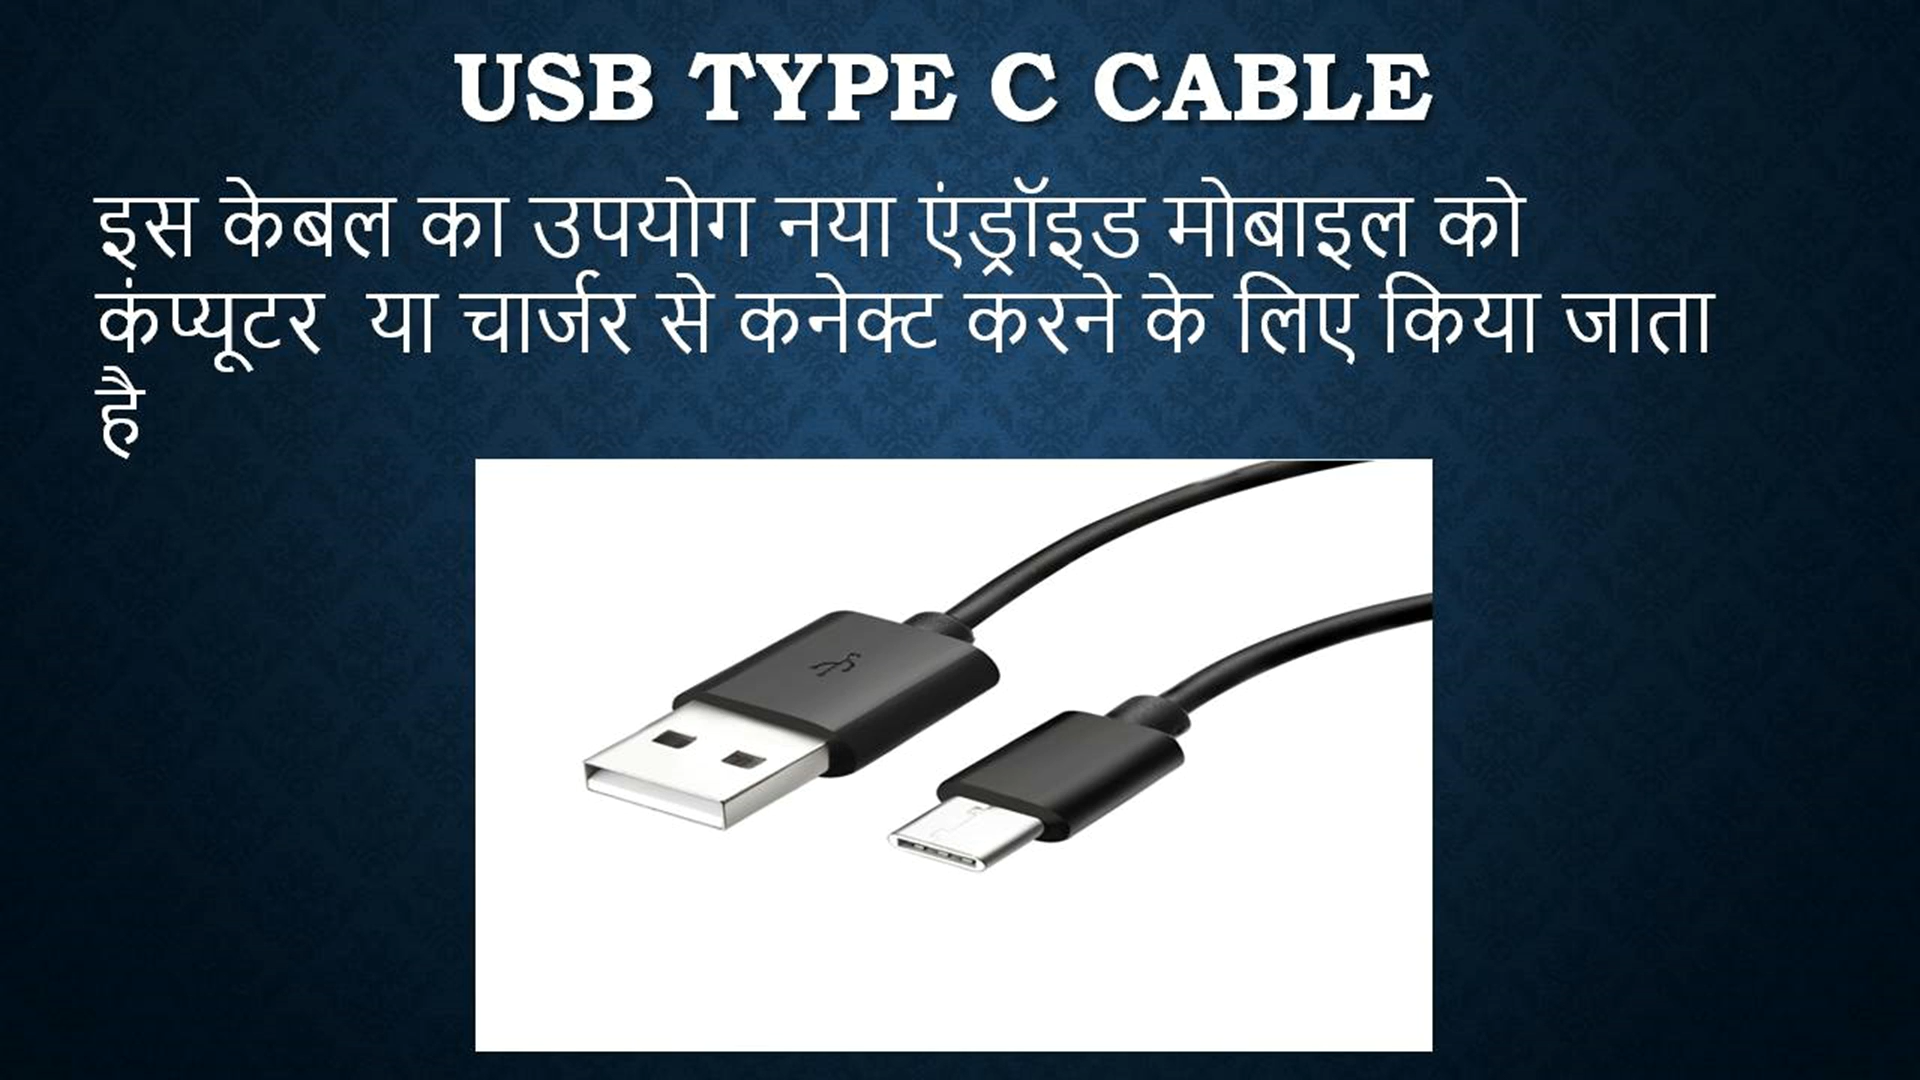 USB TYPE C CABLE
इस केबल का उपयोग नया एंड्रॉइड मोबाइल को
कंप्यूटर या चार्जर से कनेक्ट करने के लिए किया जाता
है